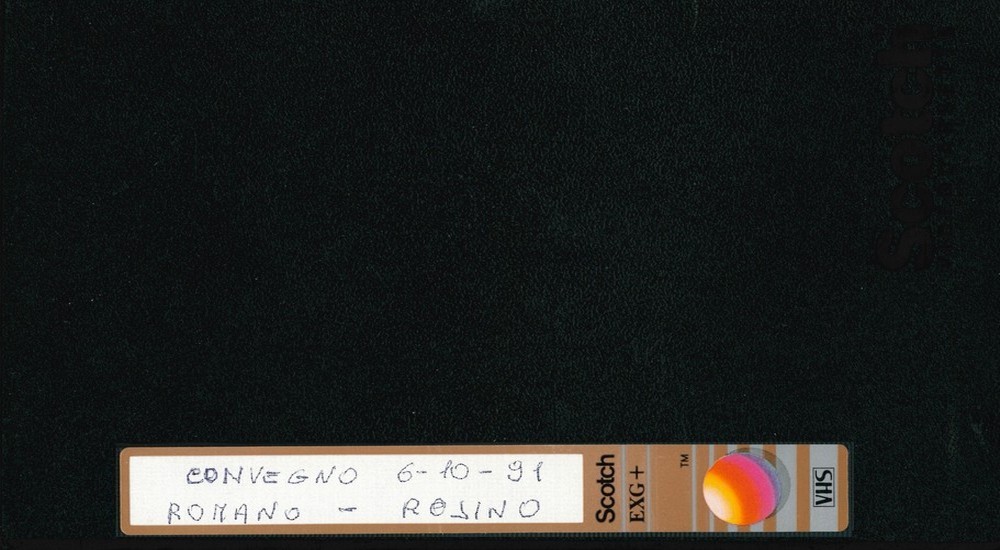 Scotch
CONVEGNO 6-10-91
ROMANO - ROSINO
Scotch
EXG+
TM
VHS